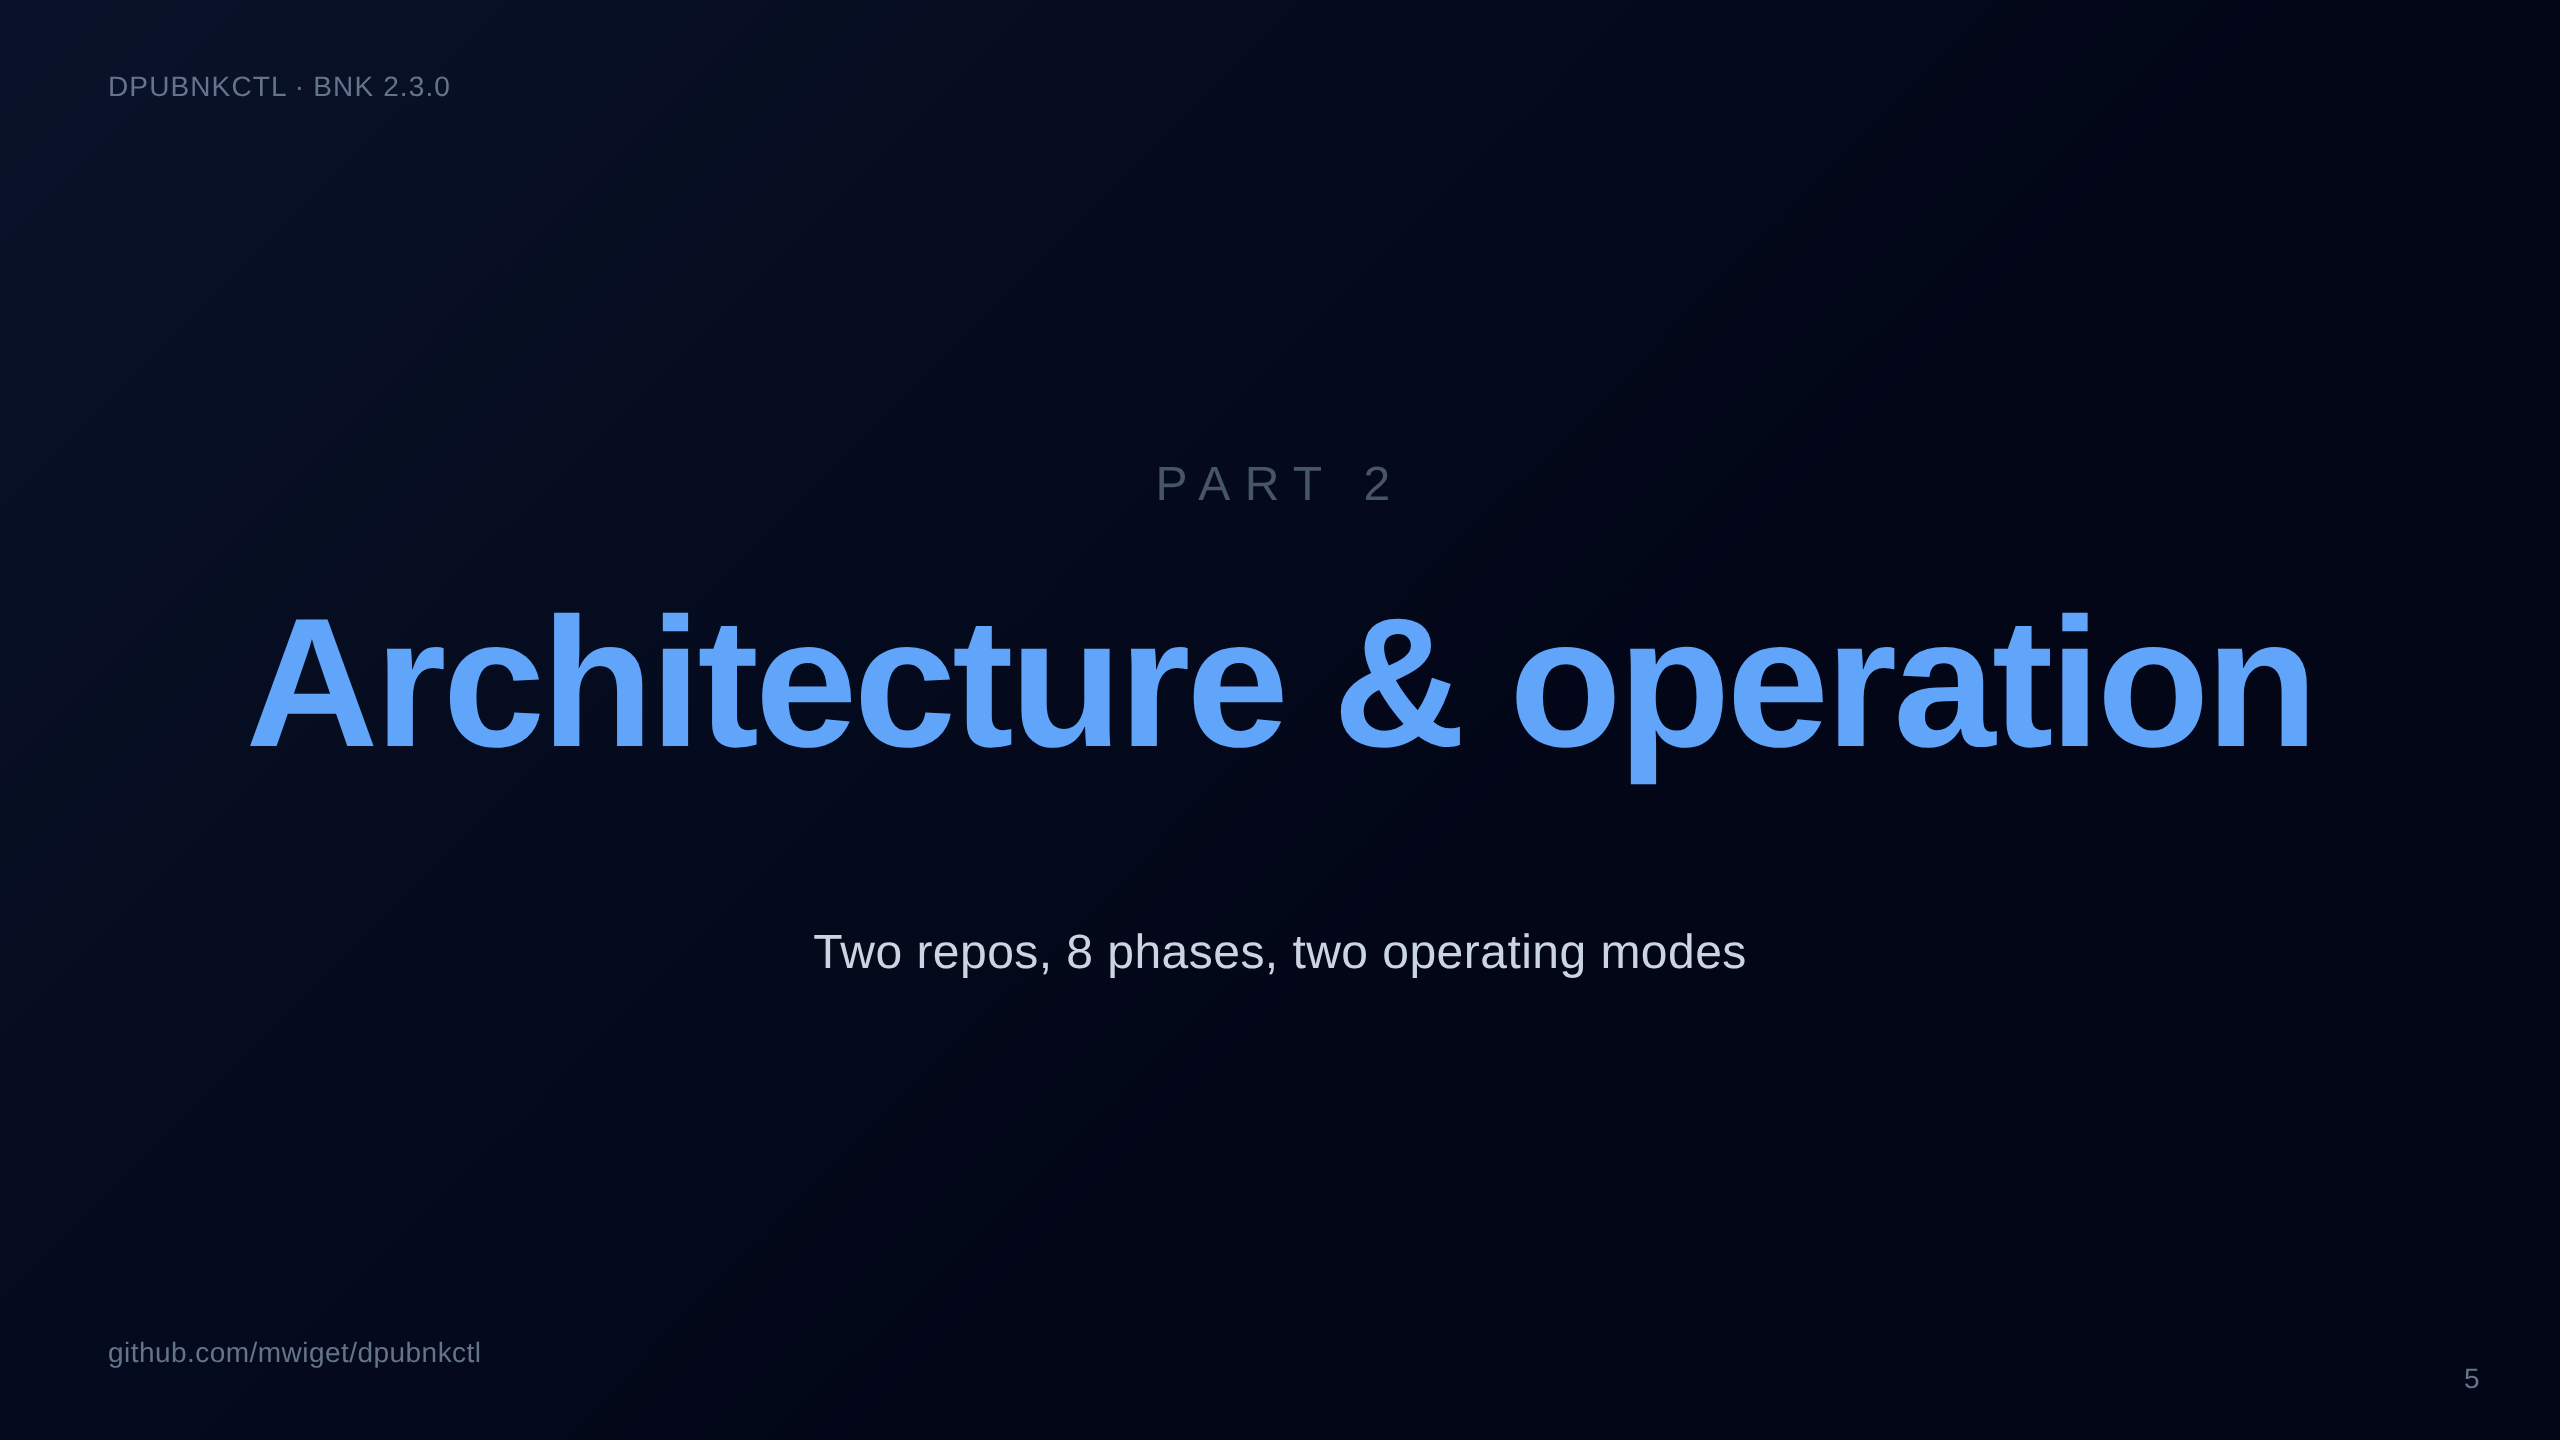 DPUBNKCTL · BNK 2.3.0
PART 2
Architecture & operation
Two repos, 8 phases, two operating modes
github.com/mwiget/dpubnkctl
5